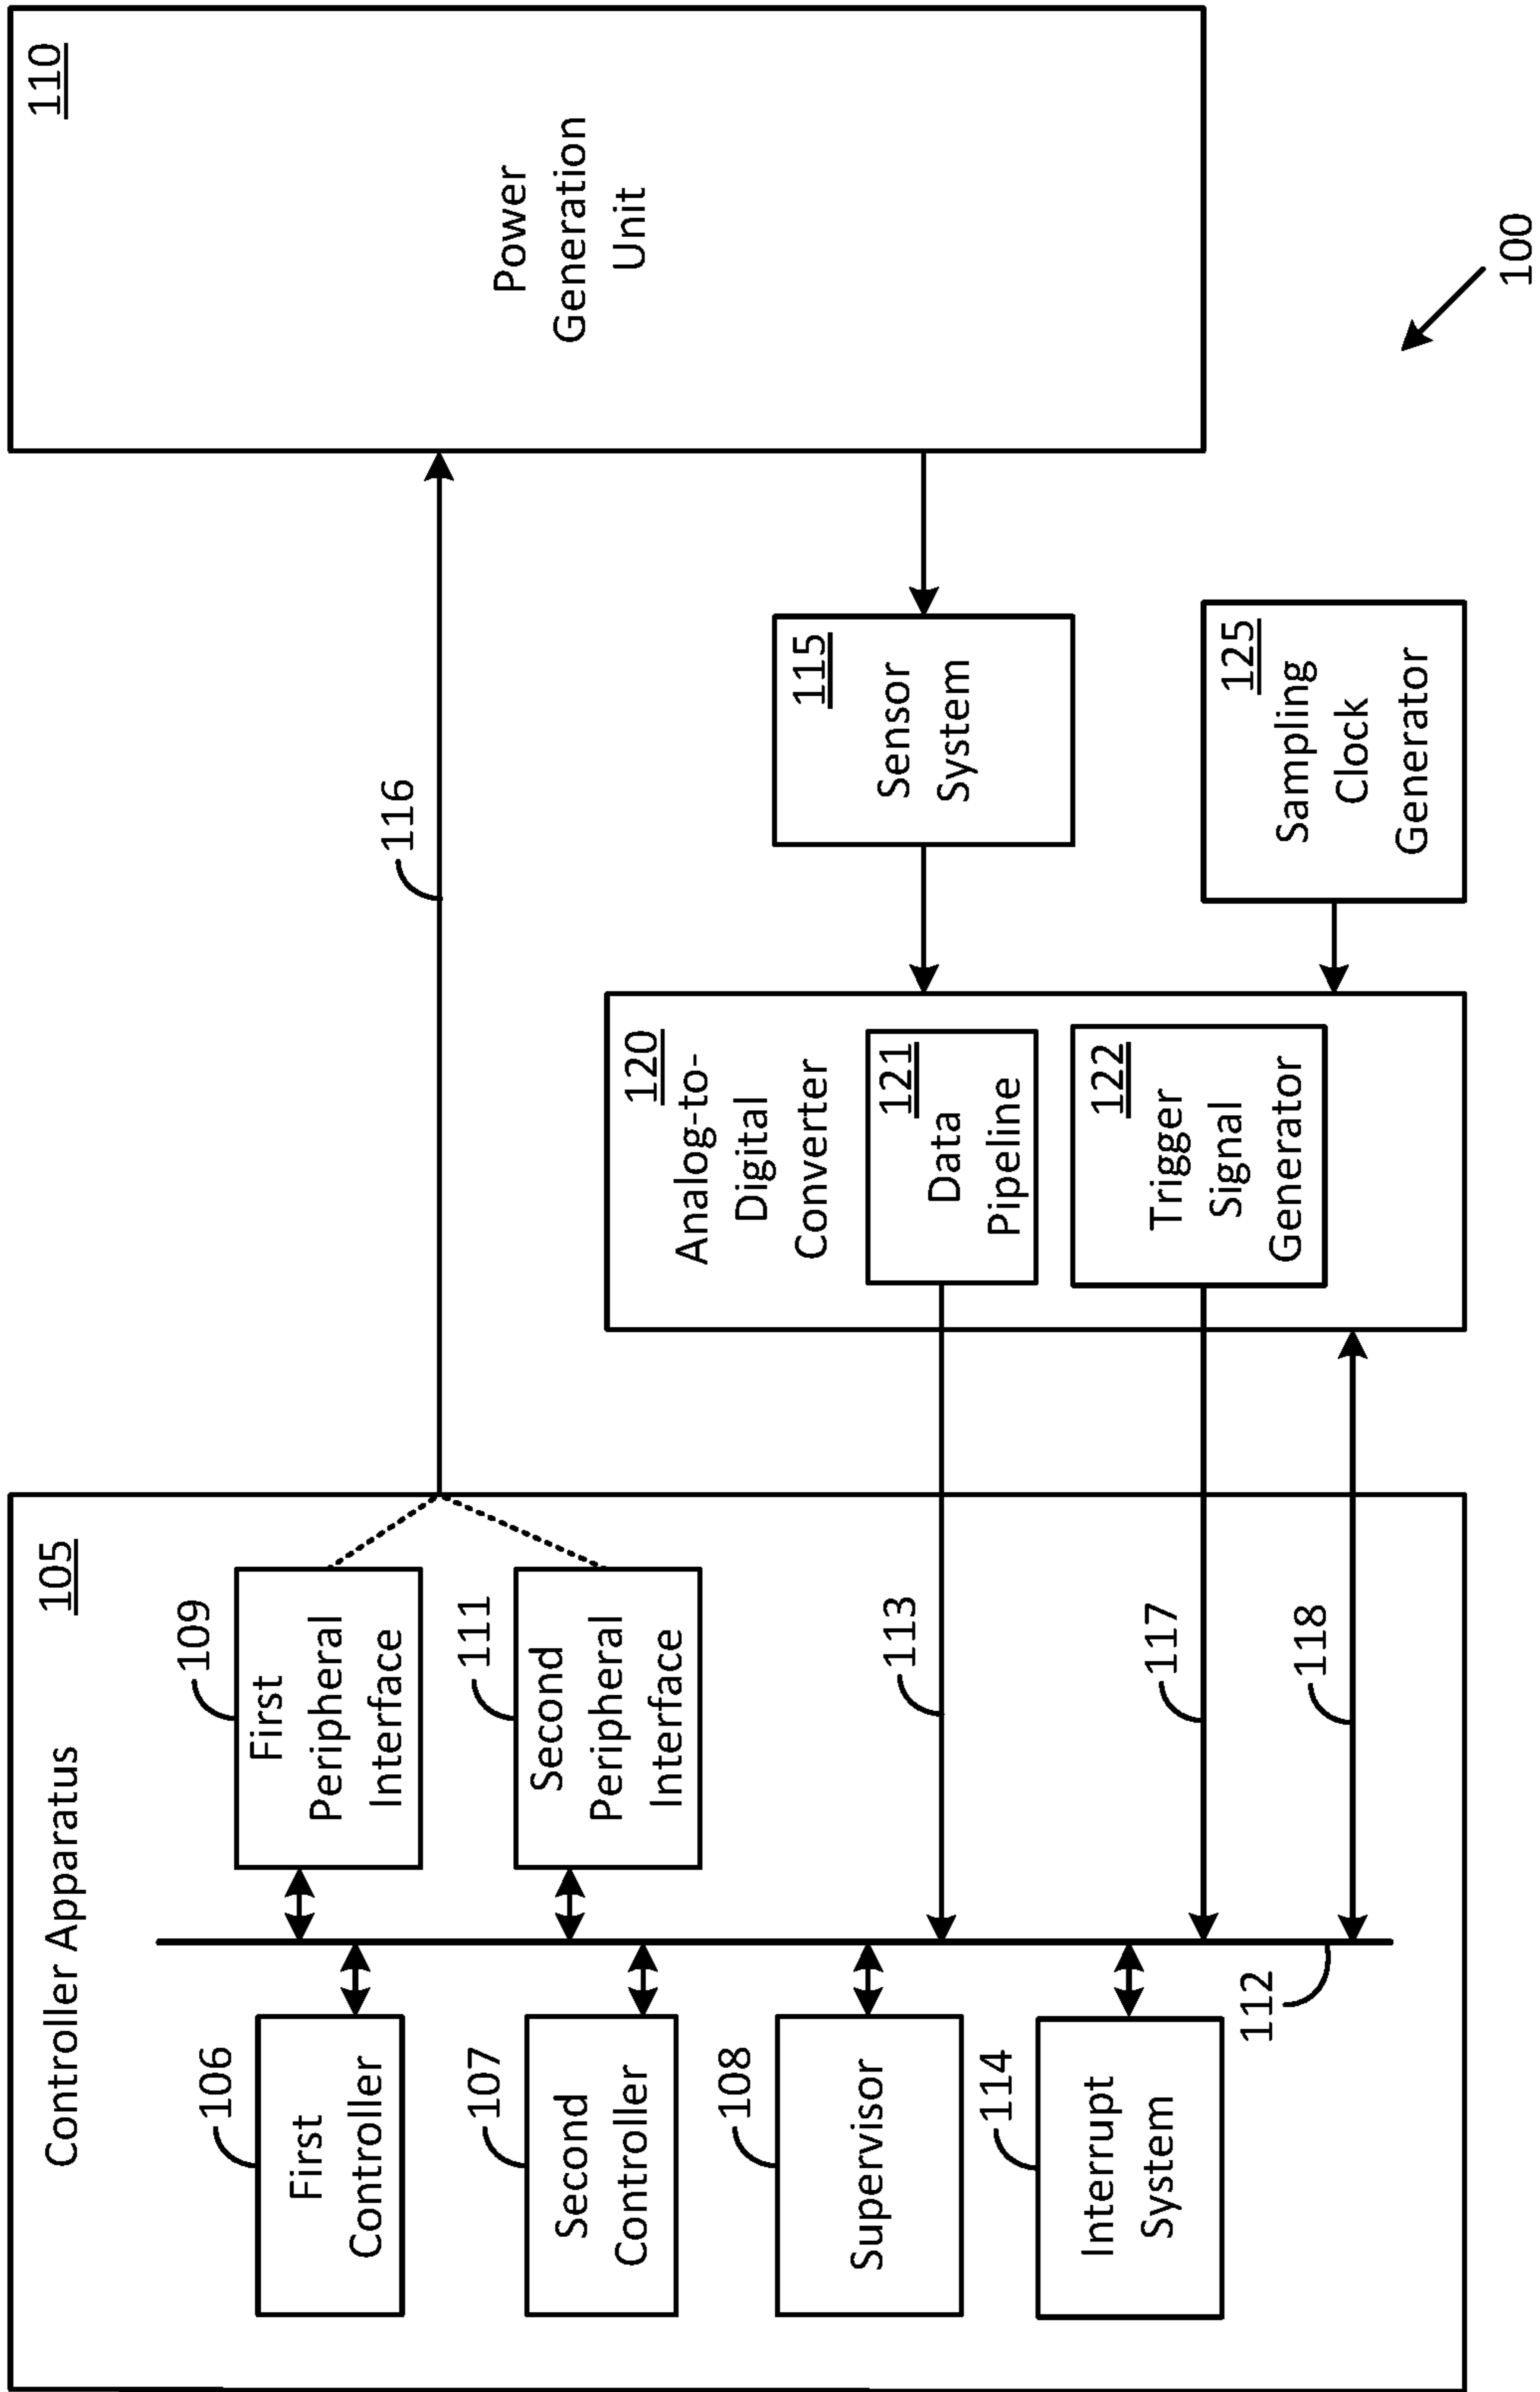 Controller Apparatus
105
106
First
Controller
107
Second
Controller
108
Supervisor
114
Interrupt
System
112
109
First
Peripheral
Interface
111
Second
Peripheral
Interface
113
117
118
116
120
Analog-to-
Digital
Converter
121
Data
Pipeline
122
Trigger
Signal
Generator
115
Sensor
System
125
Sampling
Clock
Generator
110
Power
Generation
Unit
100